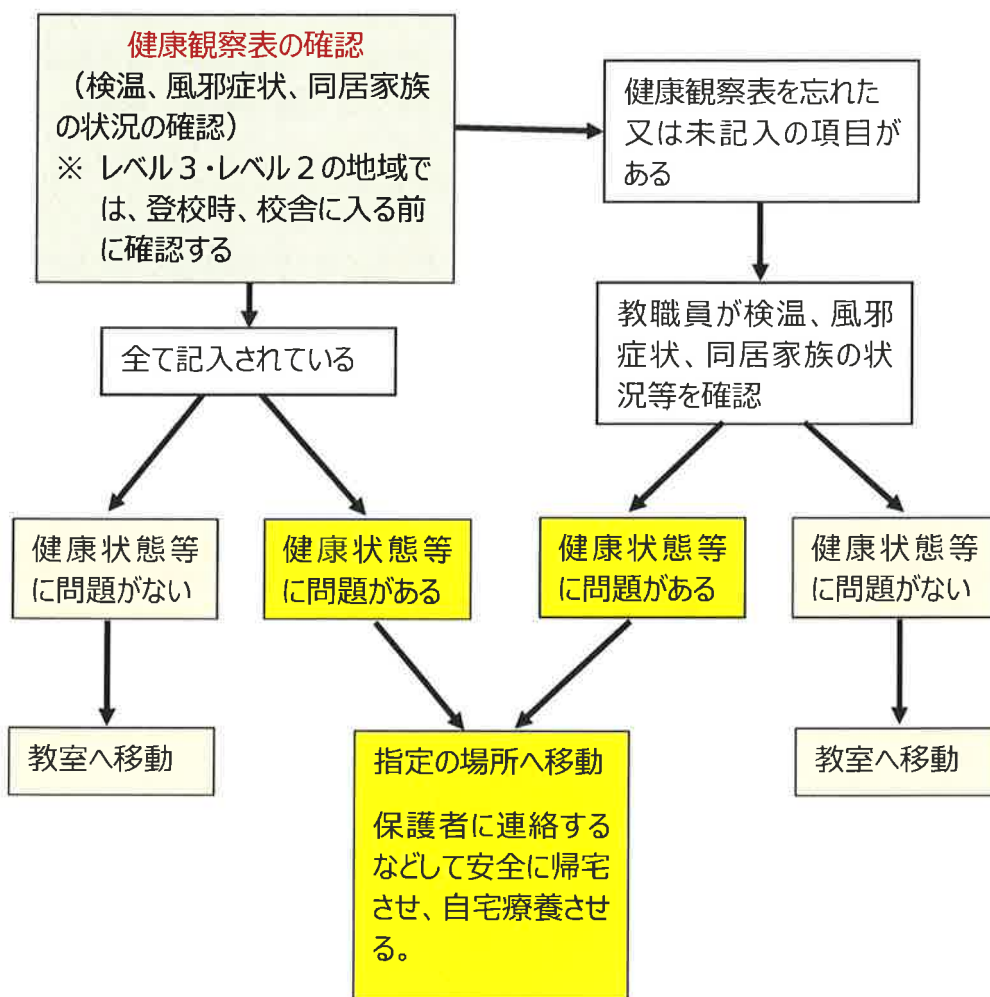 健康観察表の確認
（検温、風邪症状、同居家族
の状況の確認）
※ レベル３・レベル２の地域で
は、登校時、校舎に入る前
に確認する
健康観察表を忘れた
又は未記入の項目が
ある
全て記入されている
教職員が検温、風邪
症状、同居家族の状
況等を確認
健康状態等
に問題がない
健康状態等
に問題がある
健康状態等
に問題がある
健康状態等
に問題がない
教室へ移動
指定の場所へ移動
保護者に連絡する
などして安全に帰宅
させ、自宅療養させ
る。
教室へ移動